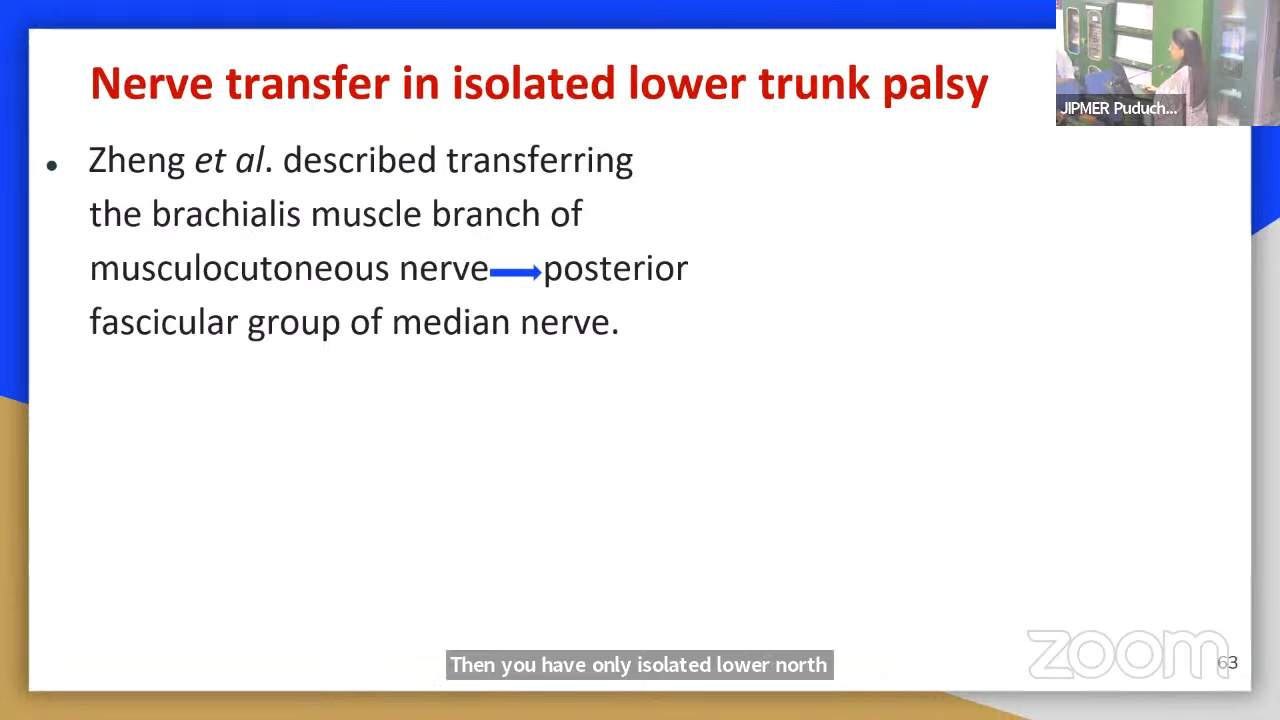 Nerve transfer in isolated lower trunk palsy
JIPMER Puduch...
• Zheng et al. described transferring
the brachialis muscle branch of
musculocutoneous nerve posterior
fascicular group of median nerve.
Then you have only isolated lower north
zoom
63